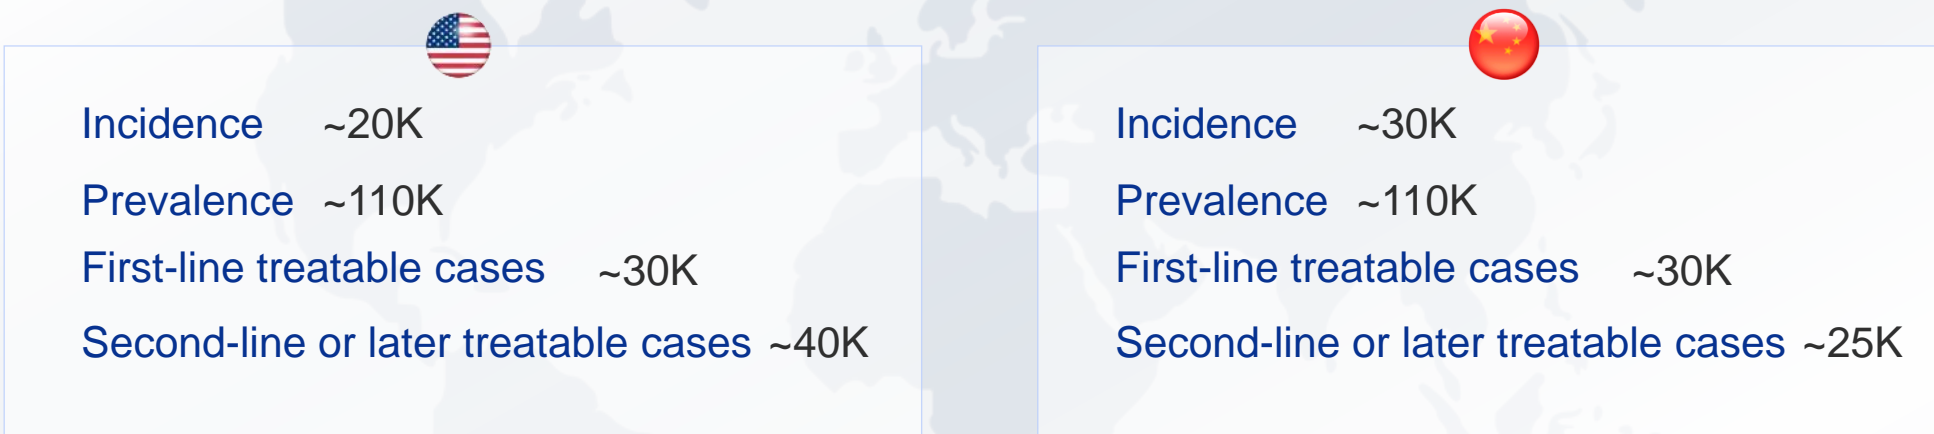 Incidence ~20K
Prevalence ~110K
First-line treatable cases ~30K
Second-line or later treatable cases ~40K
Incidence ~30K
Prevalence ~110K
First-line treatable cases ~30K
Second-line or later treatable cases ~25K